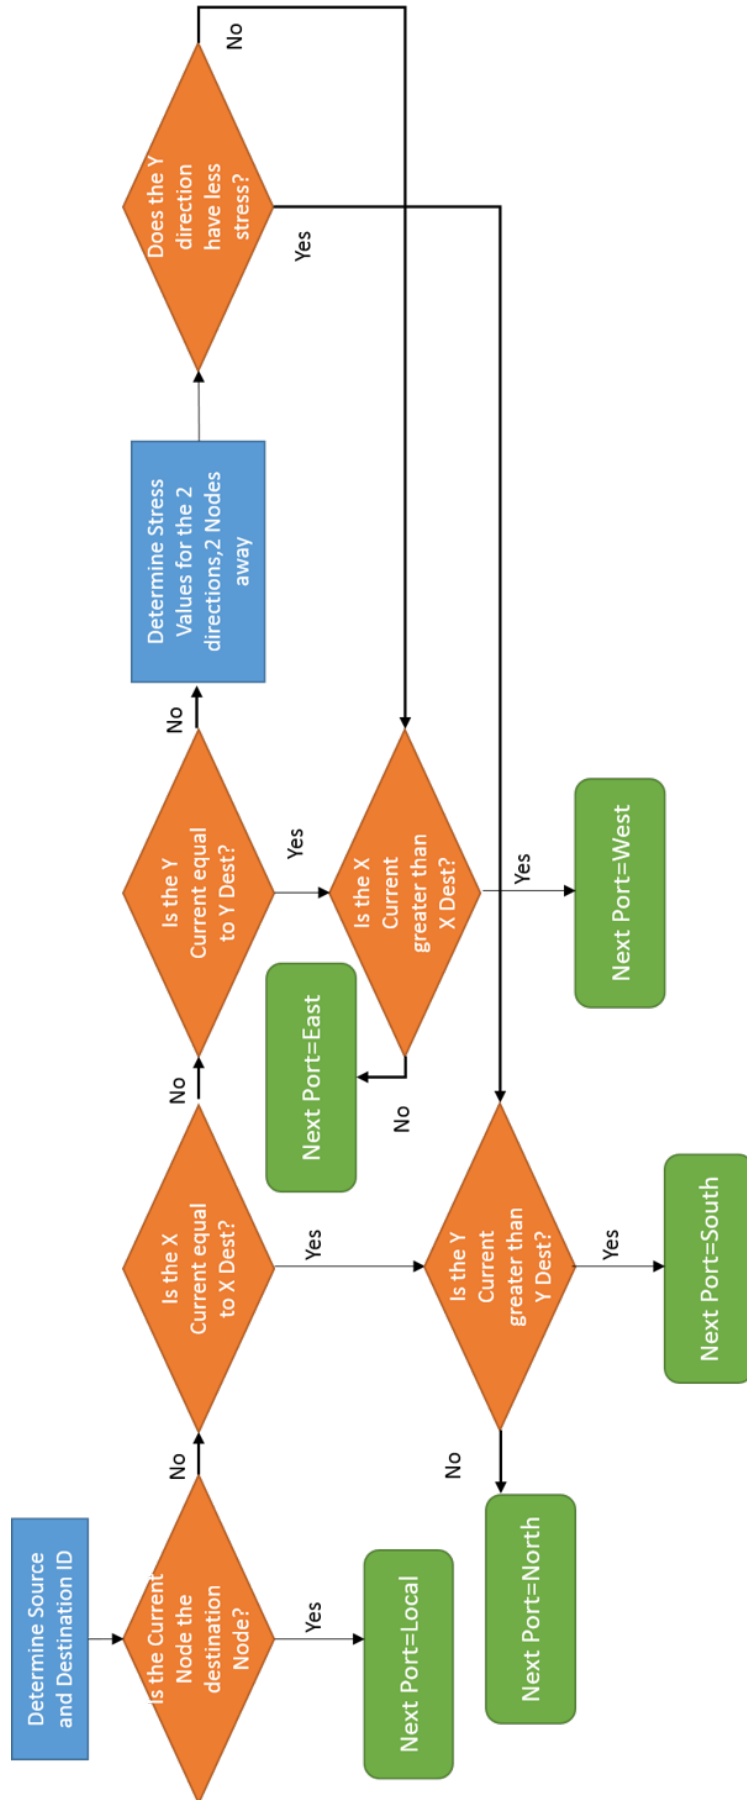 Determine Source
and Destination ID
Is the Current
Node the
destination
Node?
No
Yes
Next Port=Local
Is the X
Current equal
to X Dest?
No
Yes
Is the Y
Current equal
to Y Dest?
No
Yes
Determine Stress
Values for the 2
directions,2 Nodes
away
Does the Y
direction
have less
stress?
No
Yes
Is the X
Current
greater than
X Dest?
No
Yes
Next Port=East
Next Port=West
Is the Y
Current
greater than
Y Dest?
No
Yes
Next Port=North
Next Port=South